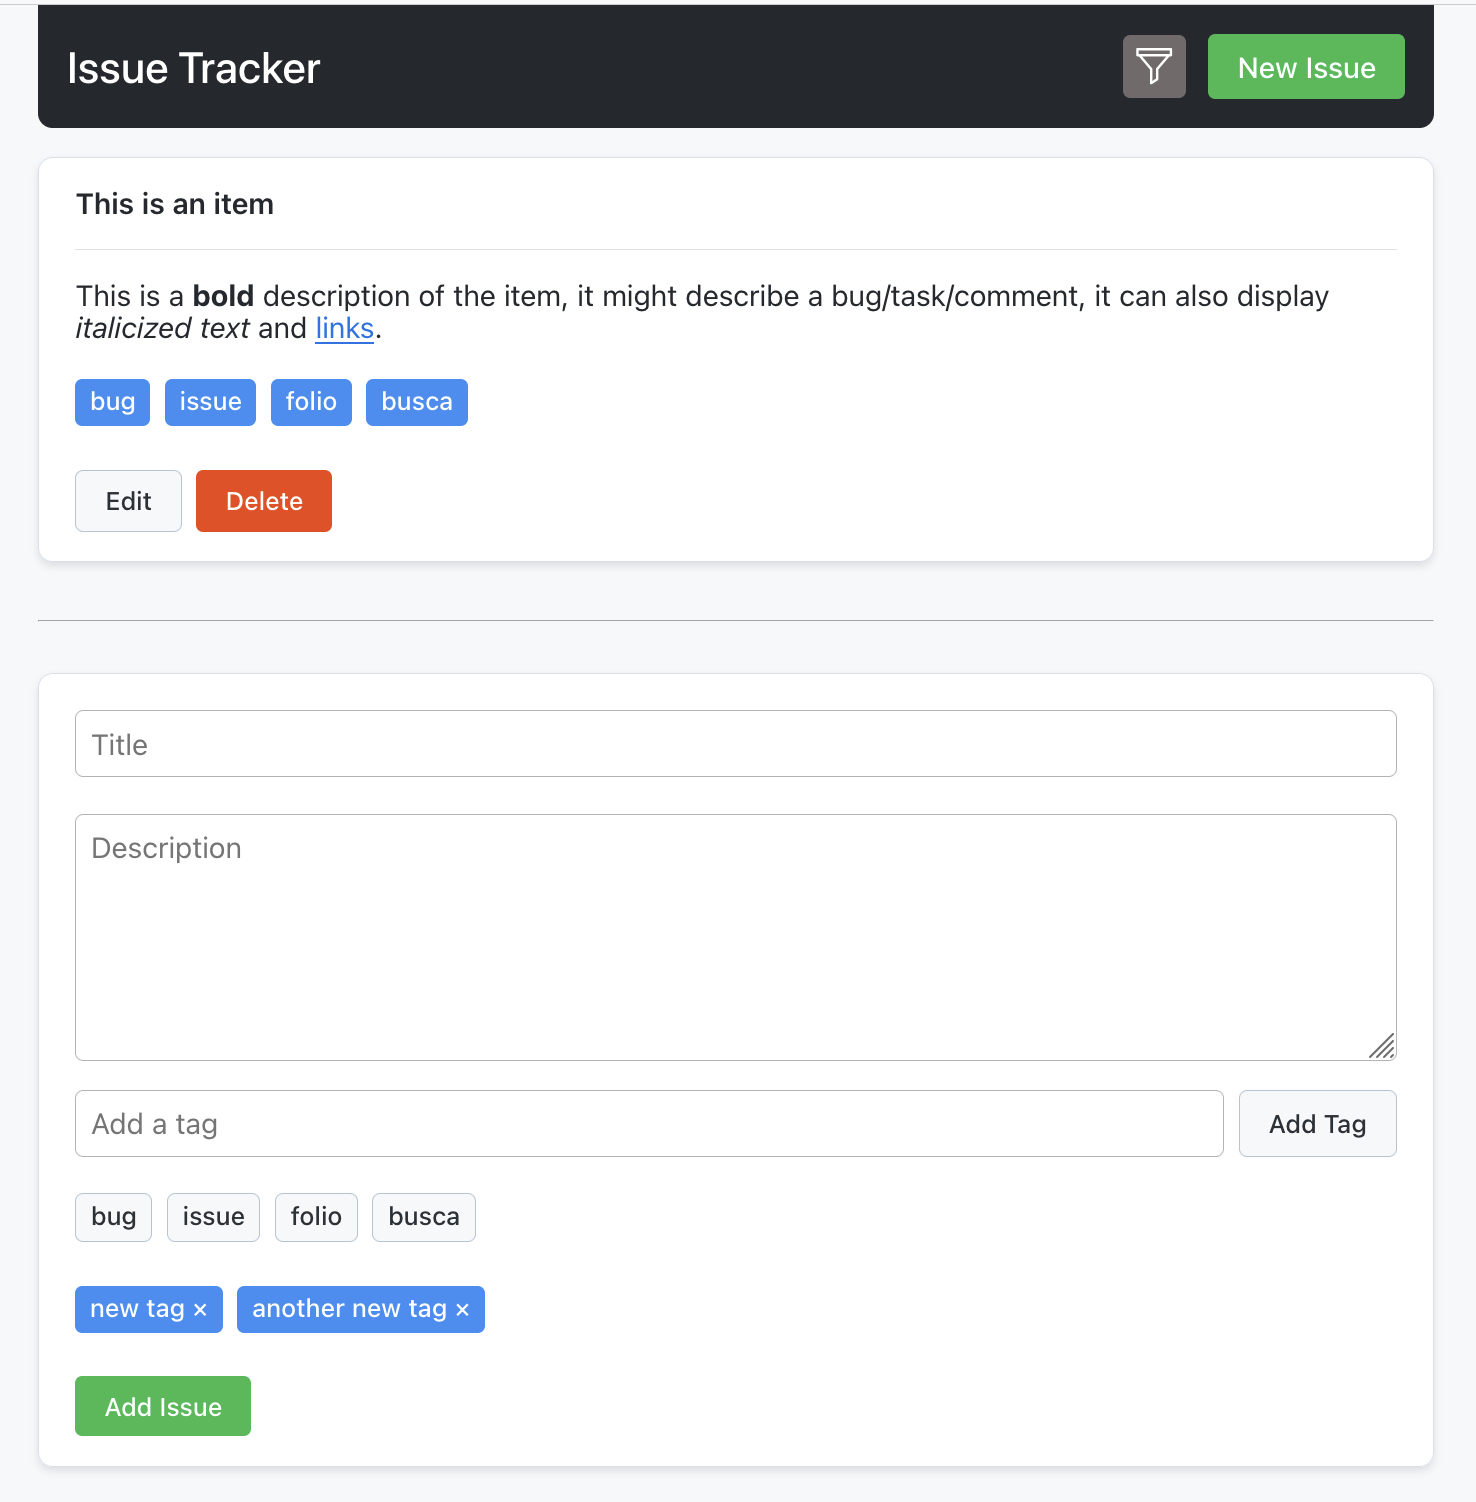 Issue Tracker
New Issue
This is an item
This is a bold description of the item, it might describe a bug/task/comment, it can also display
italicized text and links.
bug issue folio busca
Edit Delete
Title
Description
Add a tag
Add Tag
bug issue folio busca
new tag × another new tag ×
Add Issue